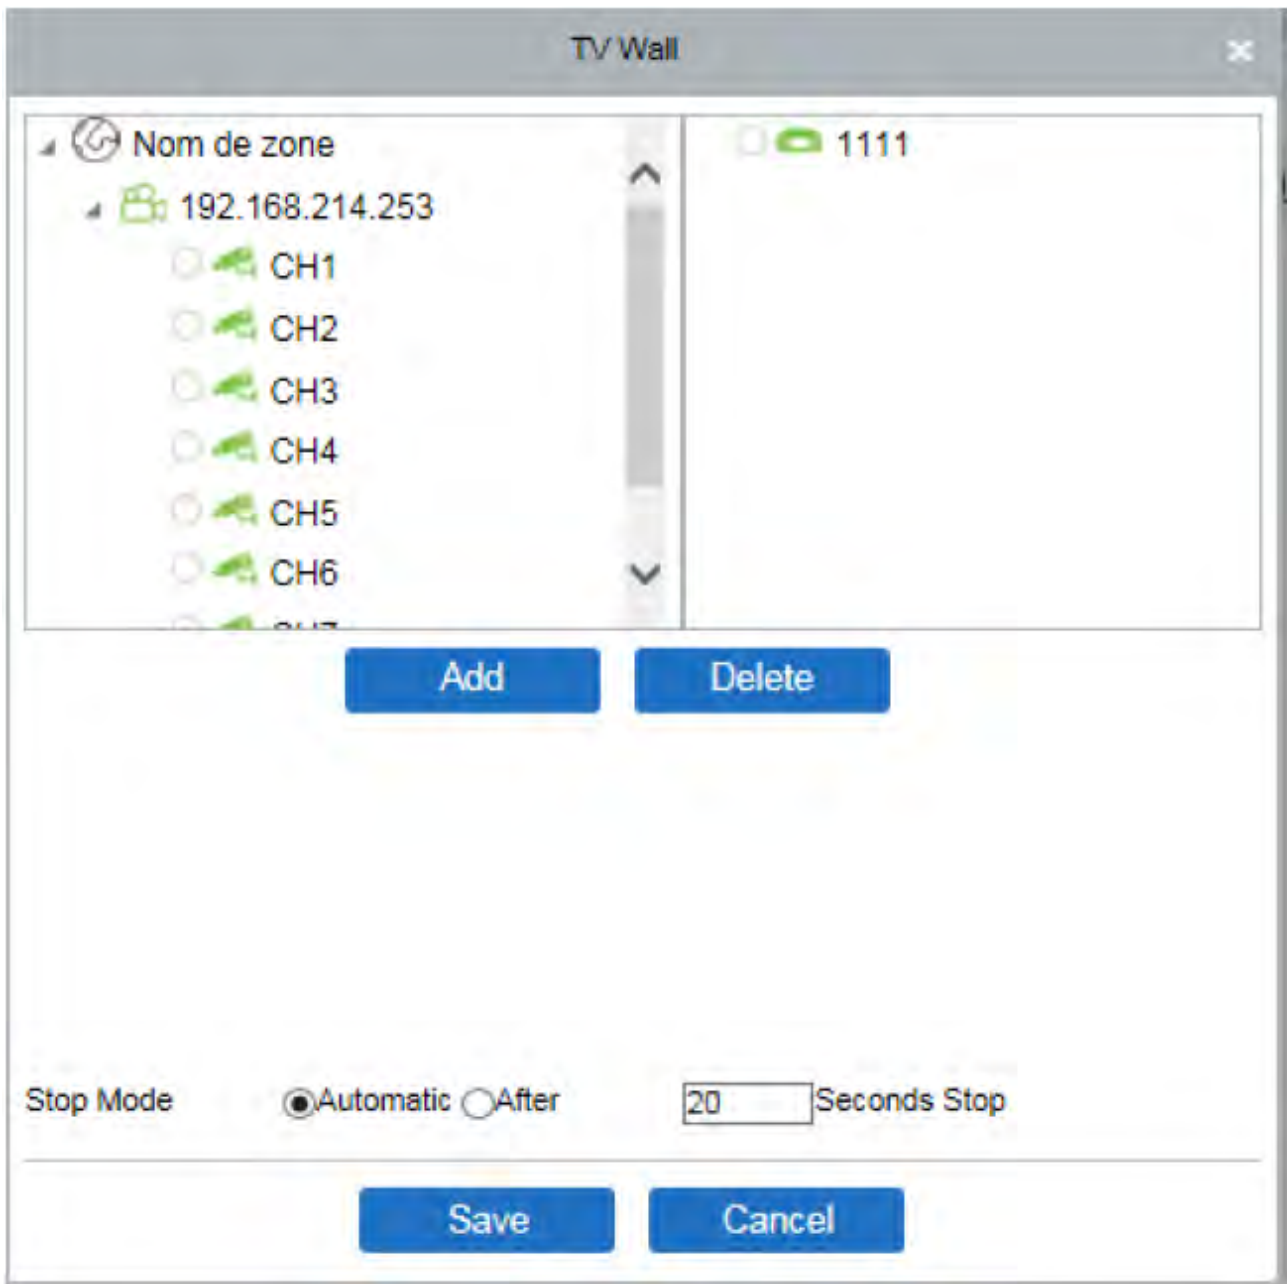 TV Wall
Nom de zone
192.168.214.253
CH1
CH2
CH3
CH4
CH5
CH6
1111
Add Delete
Stop Mode Automatic After 20 Seconds Stop
Save Cancel